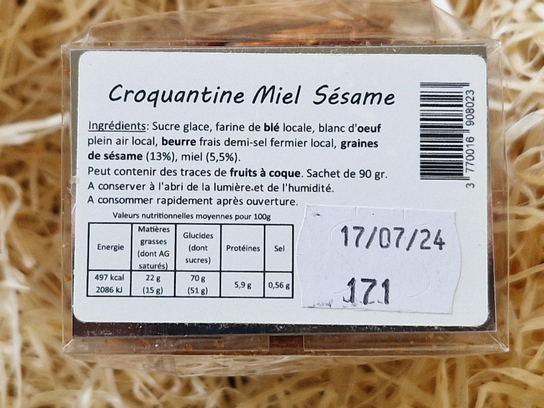 Croquantine Miel Sésame
Ingrédients: Sucre glace, farine de blé locale, blanc d'oeuf
plein air local, beurre frais demi-sel fermier local, graines
de sésame (13%), miel (5,5%).
Peut contenir des traces de fruits à coque. Sachet de 90 gr.
A conserver à l'abri de la lumière.et de l'humidité.
A consommer rapidement après ouverture.
Valeurs nutritionnelles moyennes pour 100g
Energie Matières grasses (dont AG saturés) Glucides (dont sucres) Protéines Sel
497 kcal 2086 kJ 22 g (15 g) 70 g (51 g) 5,9 g 0,56 g
17/07/24
171
3 770016 908023